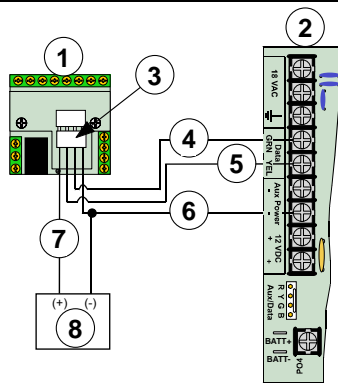 1
2
3
4
5
6
7
8
(+) (-)
18 VAC
Data
GRN YEL
Aux Power
-
-
12 VDC
+
+
R Y G B
Aux/Data
BATT+
BATT-
PO4